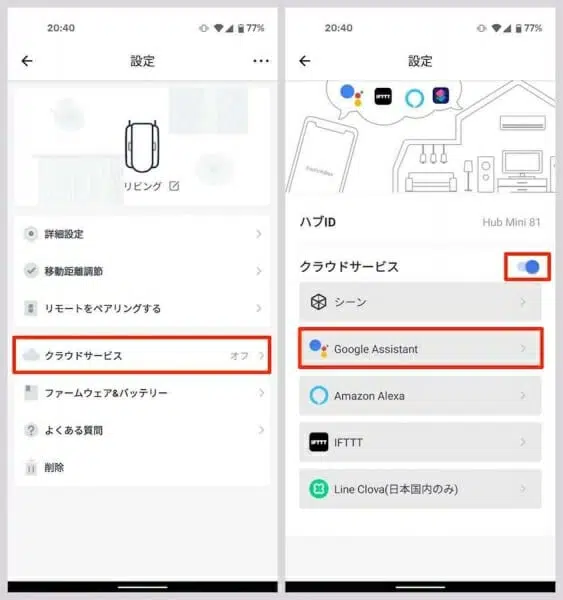 20:40
77%
設定
リビング
詳細設定
移動距離調節
リモートをペアリングする
クラウドサービス
オフ
ファームウェア&バッテリー
よくある質問
削除
20:40
77%
設定
IFTTT
SwitchBot
ハブID
Hub Mini 81
クラウドサービス
シーン
Google Assistant
Amazon Alexa
IFTTT
IFTTT
Line Clova(日本国内のみ)